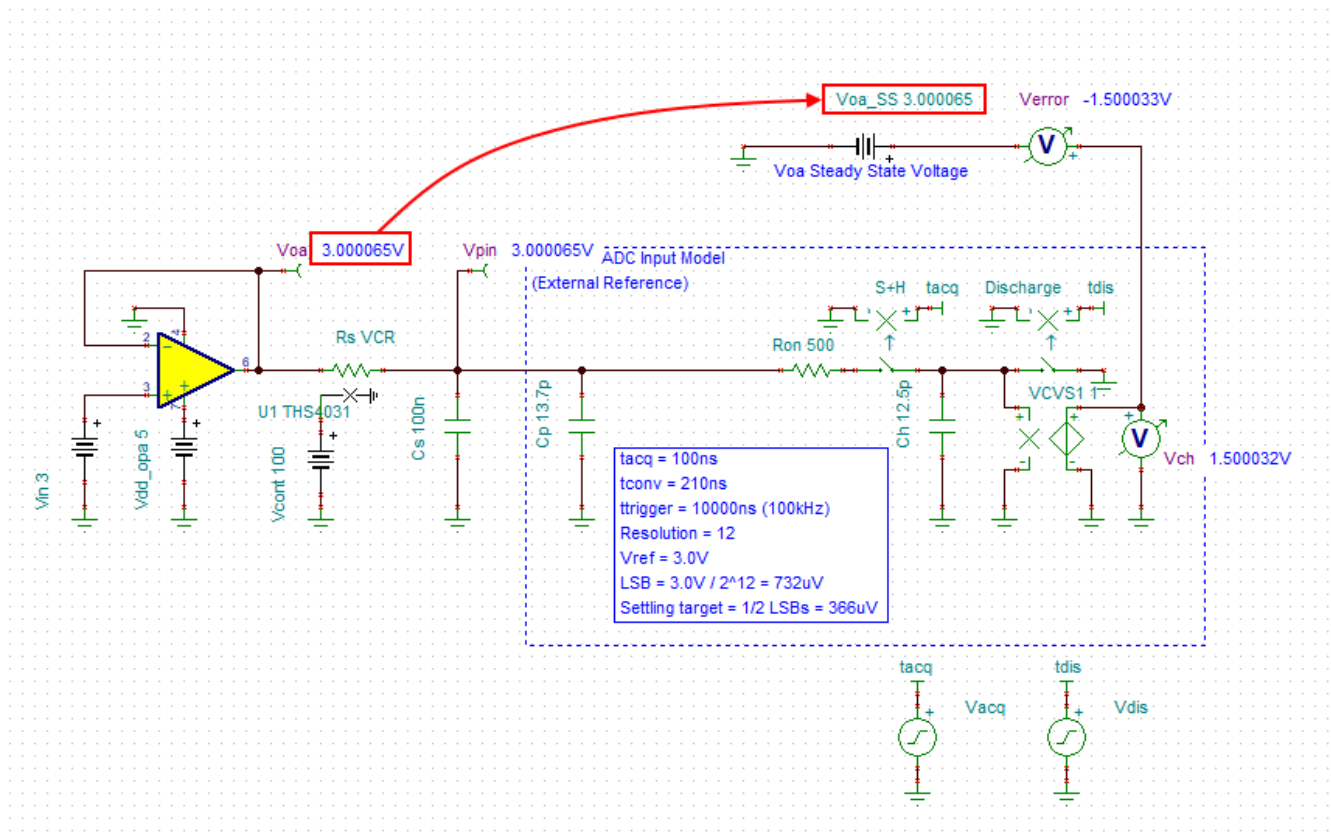 Voa_SS 3.000065
Verror -1.500033V
V
+
+
Voa Steady State Voltage
Voa 3.000065V
Vpin 3.000065V
ADC Input Model
(External Reference)
S+H tacq
Discharge tdis
- +
- +
4
2
-
Rs VCR
Ron 500
6
3
+
+
7
U1 THS4031
VCVS1 1
+
+
+
+
+
+
V
-
-
Vin 3
Vdd_opa 5
Vcont 100
Cs 100n
Cp 13.7p
Ch 12.5p
Vch 1.500032V
tacq = 100ns
tconv = 210ns
ttrigger = 10000ns (100kHz)
Resolution = 12
Vref = 3.0V
LSB = 3.0V / 2^12 = 732uV
Settling target = 1/2 LSBs = 366uV
tacq
tdis
+
Vacq
+
Vdis